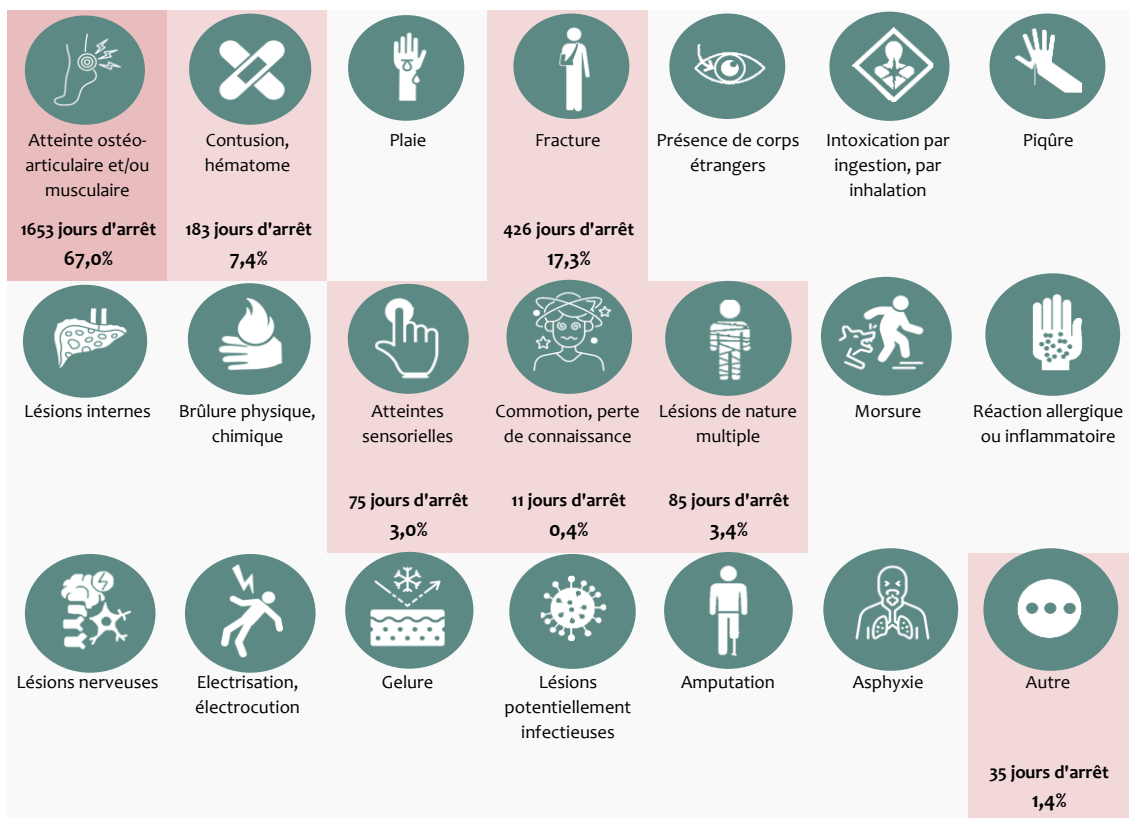 Atteinte ostéo-
articulaire et/ou
musculaire
1653 jours d'arrêt
67,0%
Contusion,
hématome
183 jours d'arrêt
7,4%
Plaie
Fracture
426 jours d'arrêt
17,3%
Présence de corps
étrangers
Intoxication par
ingestion, par
inhalation
Piqûre
Lésions internes
Brûlure physique,
chimique
Atteintes
sensorielles
75 jours d'arrêt
3,0%
Commotion, perte
de connaissance
11 jours d'arrêt
0,4%
Lésions de nature
multiple
85 jours d'arrêt
3,4%
Morsure
Réaction allergique
ou inflammatoire
Lésions nerveuses
Electrisation,
électrocution
Gelure
Lésions
potentiellement
infectieuses
Amputation
Asphyxie
Autre
35 jours d'arrêt
1,4%